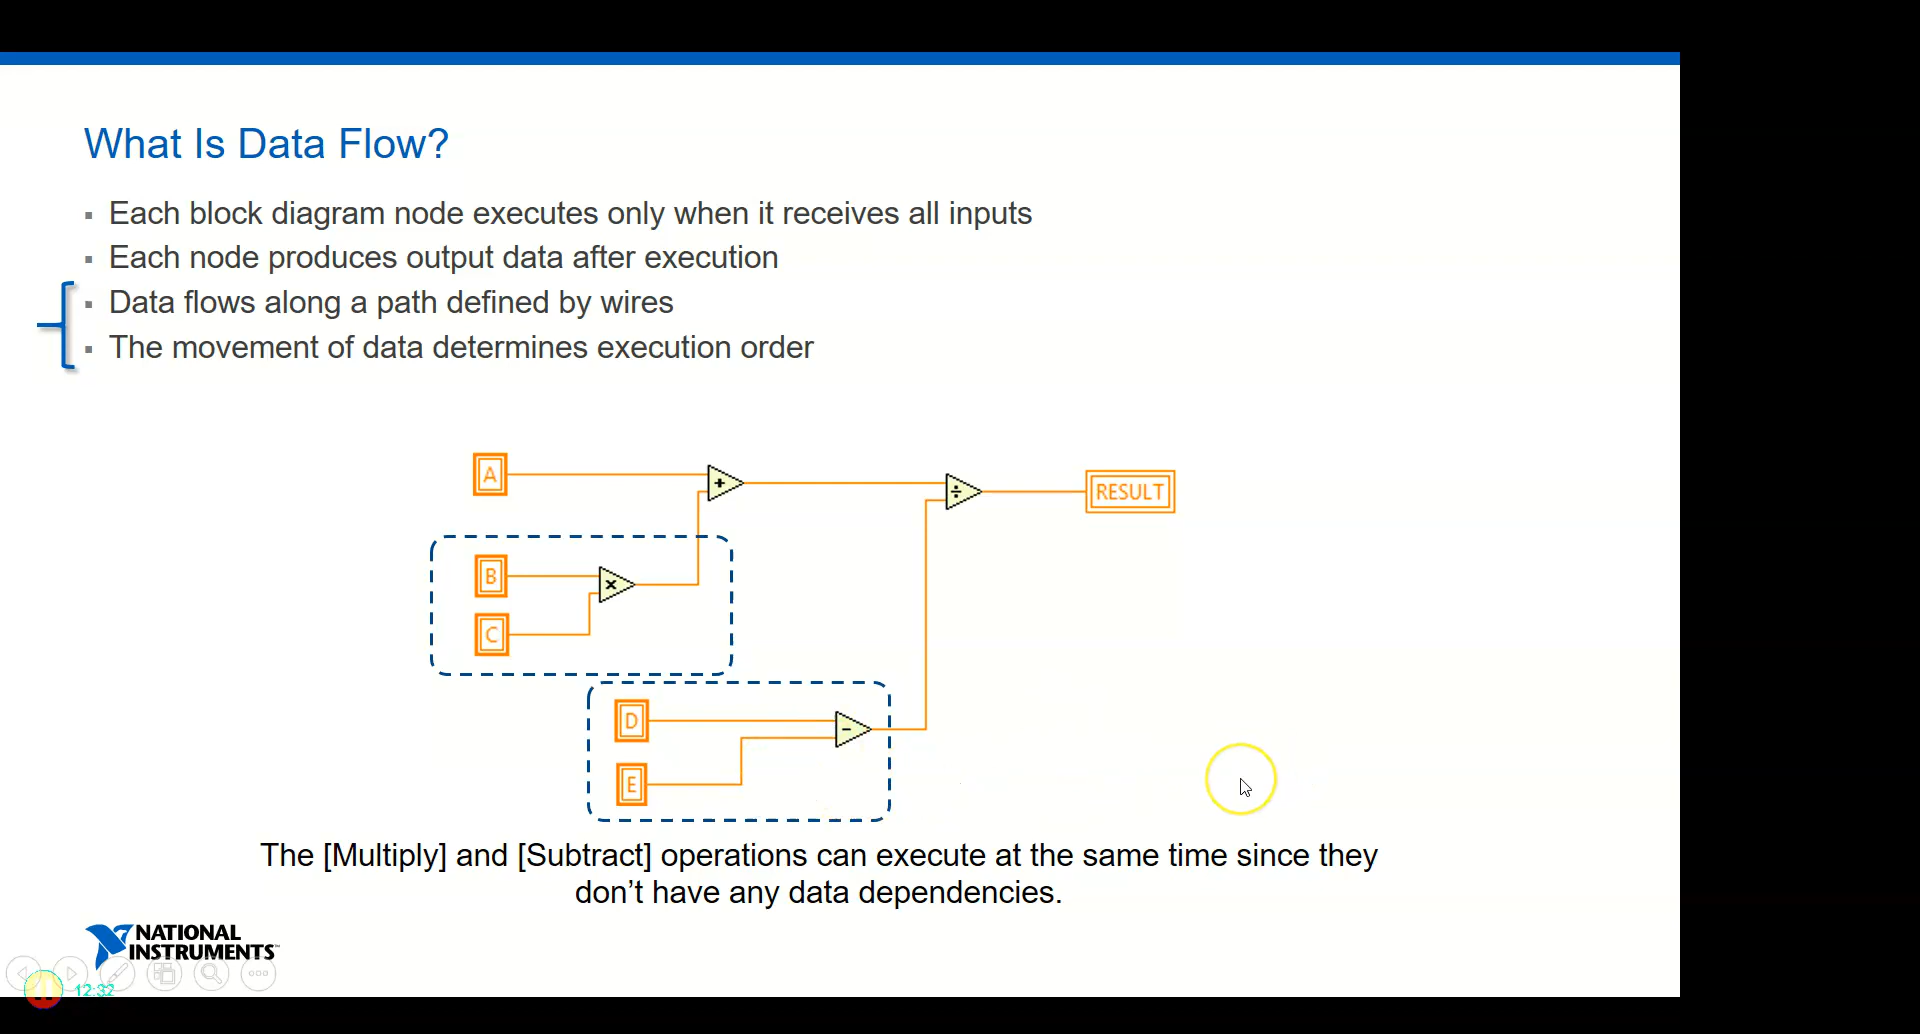 What Is Data Flow?
Each block diagram node executes only when it receives all inputs
Each node produces output data after execution
Data flows along a path defined by wires
The movement of data determines execution order
A
+
÷
RESULT
B
x
C
D
-
E
The [Multiply] and [Subtract] operations can execute at the same time since they
don’t have any data dependencies.
NATIONAL
INSTRUMENTS™
12:32